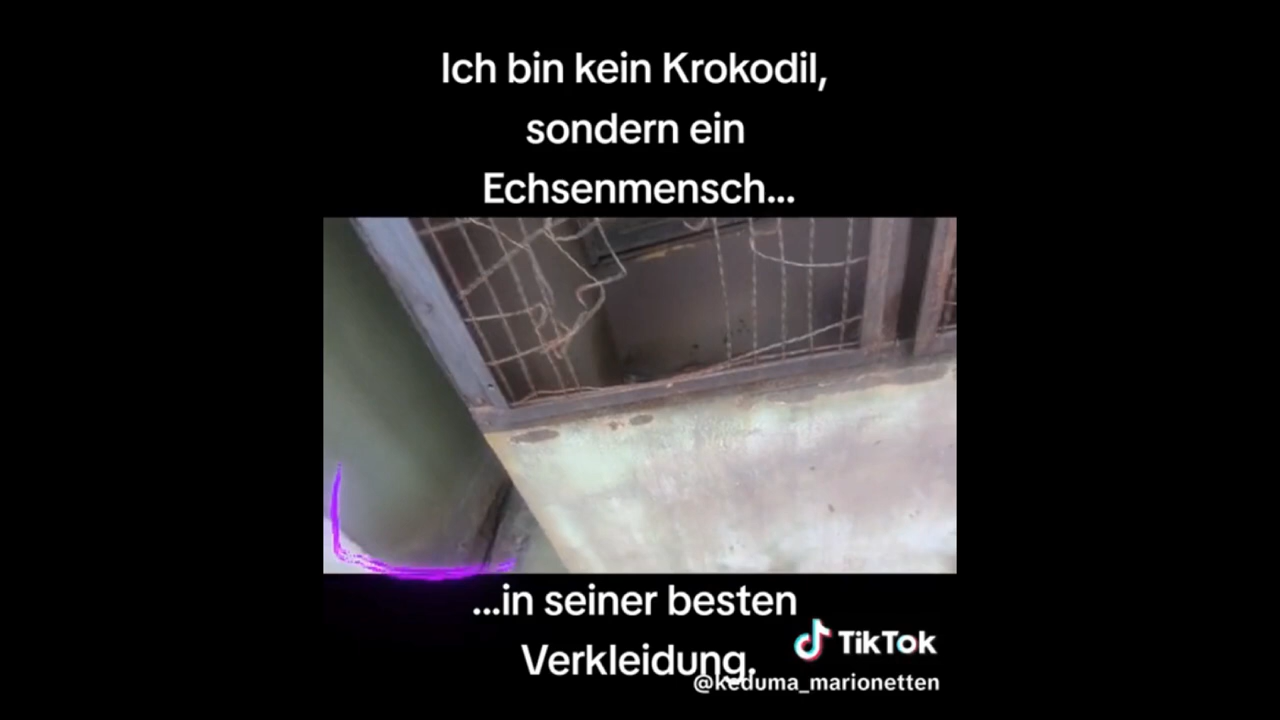 Ich bin kein Krokodil,
sondern ein
Echsenmensch...
...in seiner besten
Verkleidung.
TikTok
@keduma_marionetten